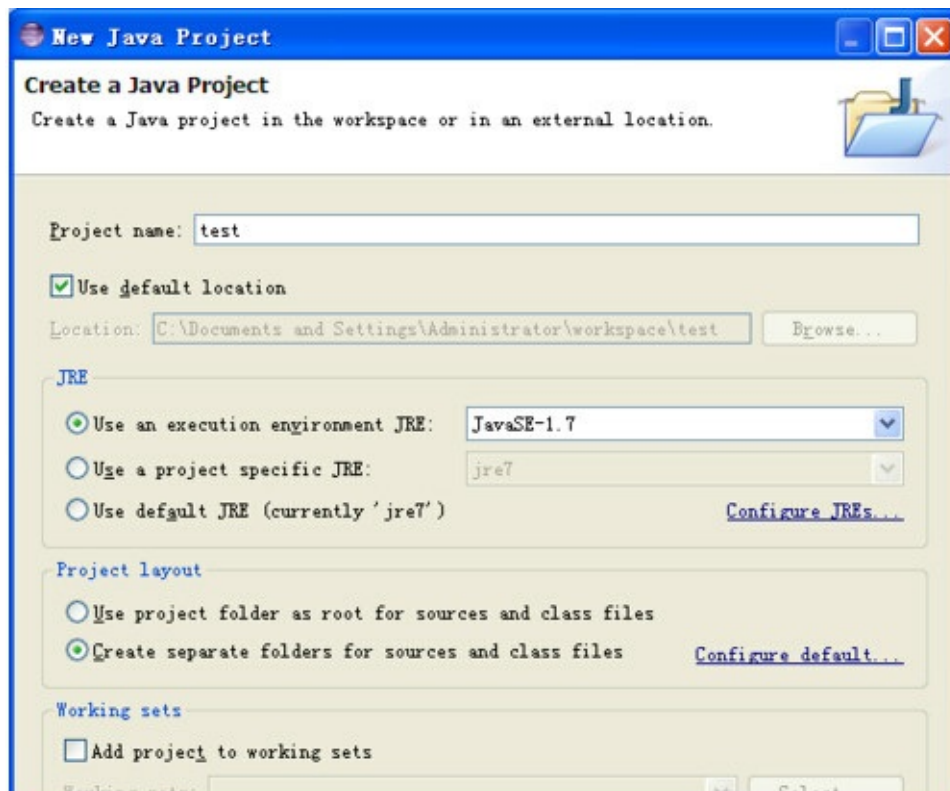 New Java Project
Create a Java Project
Create a Java project in the workspace or in an external location.
Project name: test
Use default location
Location: C:\Documents and Settings\Administrator\workspace\test Browse...
JRE
Use an execution environment JRE: JavaSE-1.7
Use a project specific JRE: jre7
Use default JRE (currently 'jre7') Configure JREs...
Project layout
Use project folder as root for sources and class files
Create separate folders for sources and class files Configure default...
Working sets
Add project to working sets